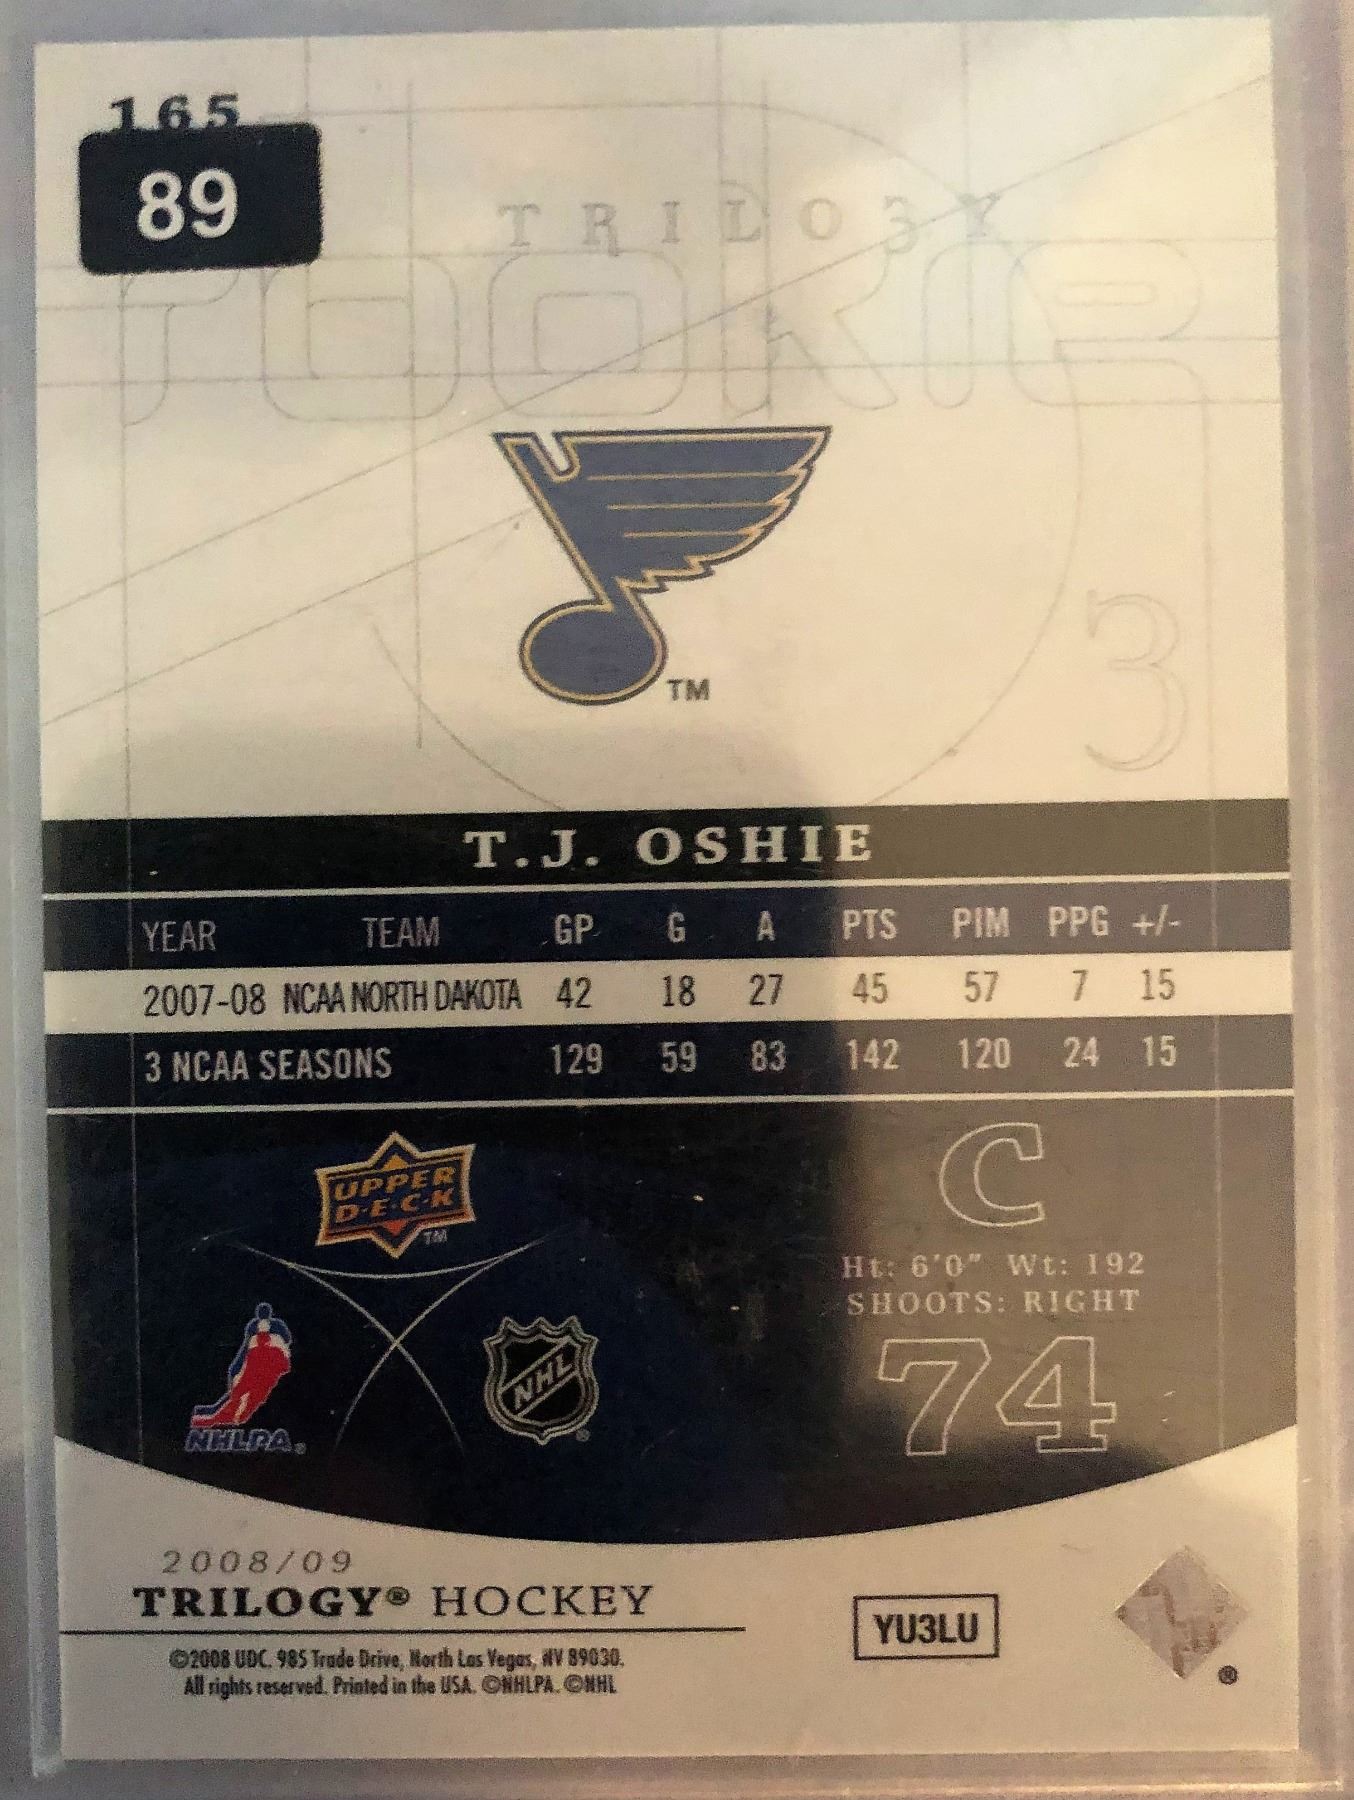 165
89
TRILO3Y
rookie
TM
3
T.J. OSHIE
YEAR TEAM GP G A PTS PIM PPG +/-
2007-08 NCAA NORTH DAKOTA 42 18 27 45 57 7 15
3 NCAA SEASONS 129 59 83 142 120 24 15
UPPER
D·E·C·K
TM
C
Ht: 6'0" Wt: 192
SHOOTS: RIGHT
74
NHLPA®
NHL®
2008/09
TRILOGY® HOCKEY
YU3LU
©2008 UDC. 985 Trade Drive, North Las Vegas, NV 89030.
All rights reserved. Printed in the USA. ©NHLPA. ©NHL
®